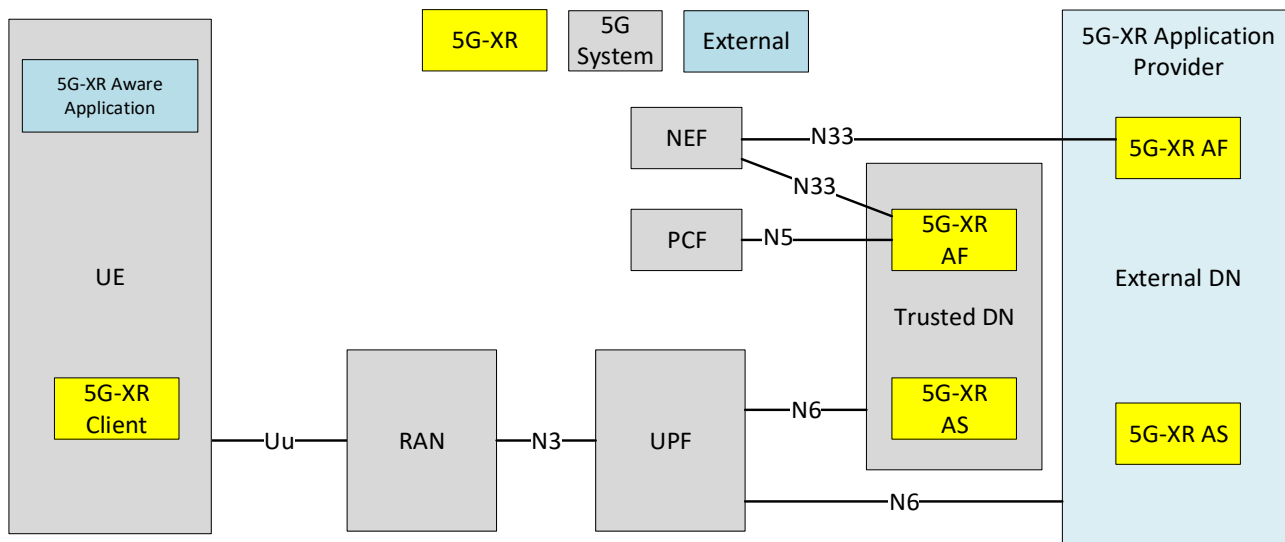 5G-XR
5G
System
External
5G-XR Application
Provider
5G-XR Aware
Application
NEF
N33
5G-XR AF
N33
PCF
N5
5G-XR
AF
UE
External DN
Trusted DN
5G-XR
Client
5G-XR
AS
N6
5G-XR AS
Uu
RAN
N3
UPF
N6